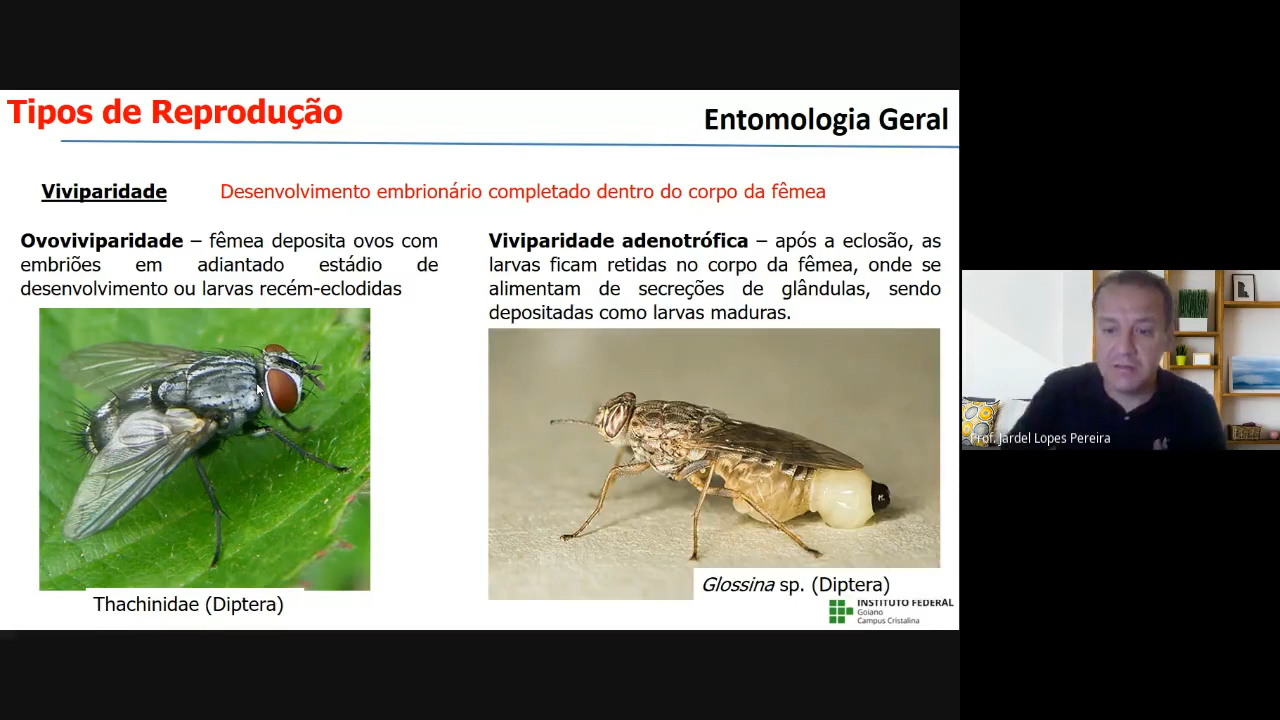 Tipos de Reprodução
Entomologia Geral
Viviparidade
Desenvolvimento embrionário completado dentro do corpo da fêmea
Ovoviviparidade – fêmea deposita ovos com
embriões em adiantado estádio de
desenvolvimento ou larvas recém-eclodidas
Viviparidade adenotrófica – após a eclosão, as
larvas ficam retidas no corpo da fêmea, onde se
alimentam de secreções de glândulas, sendo
depositadas como larvas maduras.
Thachinidae (Diptera)
Glossina sp. (Diptera)
INSTITUTO FEDERAL
Goiano
Campus Cristalina
Prof. Jardel Lopes Pereira